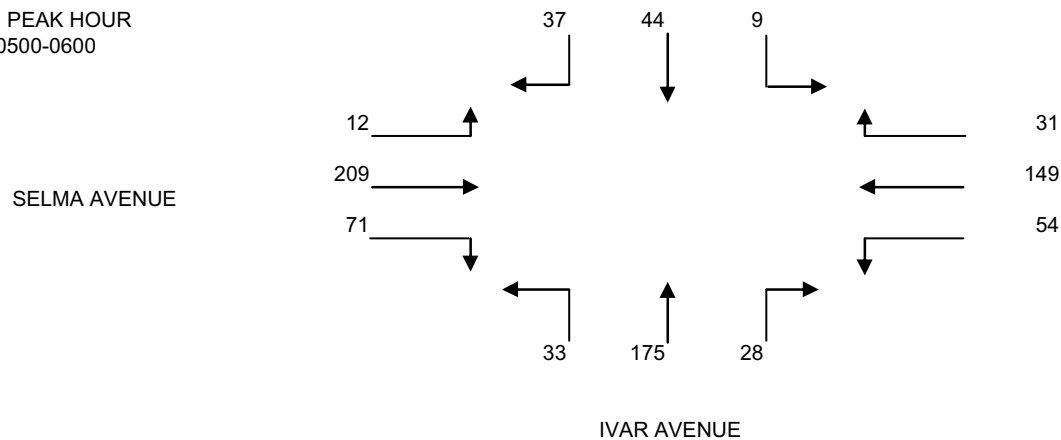 PEAK HOUR
0500-0600
37 44 9
12 31
209 149
SELMA AVENUE
71 54
33 175 28
IVAR AVENUE